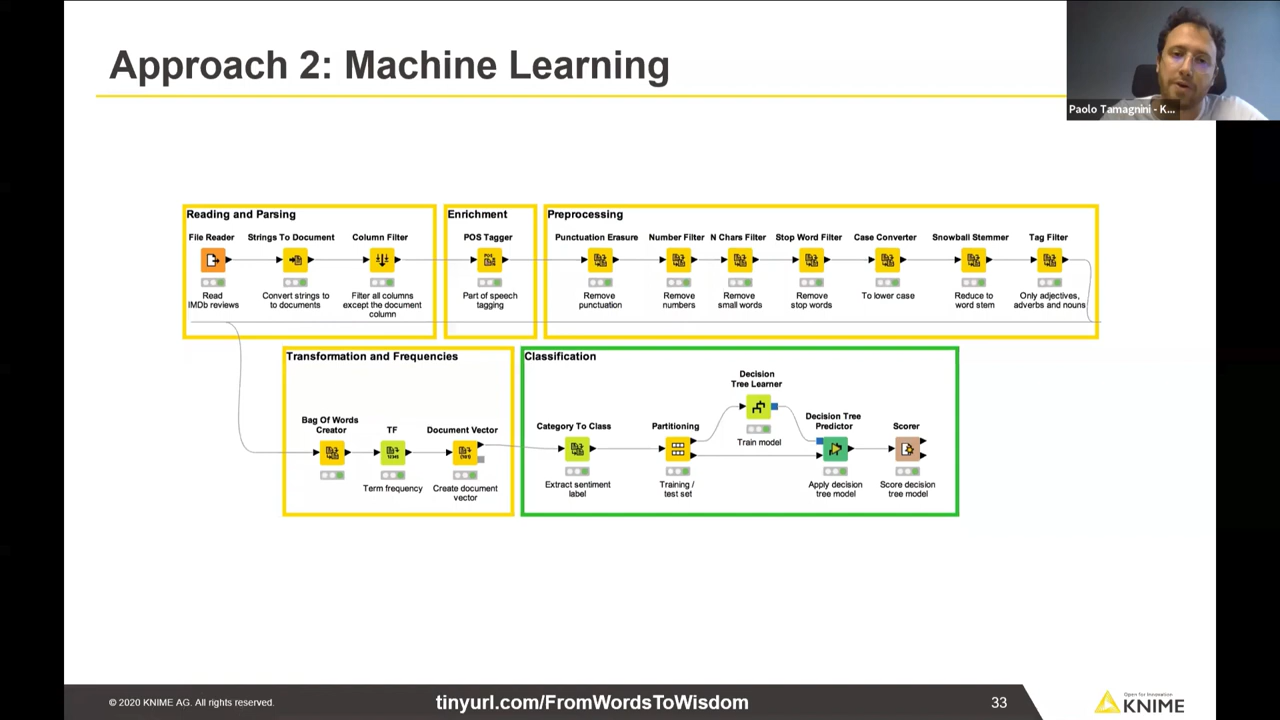 Approach 2: Machine Learning
Paolo Tamagnini - K...
Reading and Parsing
File Reader
Strings To Document
Column Filter
Read
IMDb reviews
Convert strings to
to documents
Filter all columns
except the document
column
Enrichment
POS Tagger
POS
Part of speech
tagging
Preprocessing
Punctuation Erasure
Number Filter
N Chars Filter
Stop Word Filter
Case Converter
Snowball Stemmer
Tag Filter
Remove
punctuation
Remove
numbers
Remove
small words
Remove
stop words
To lower case
Reduce to
word stem
Only adjectives,
adverbs and nouns
Transformation and Frequencies
Bag Of Words
Creator
TF
Document Vector
Term frequency
Create document
vector
Classification
Category To Class
Partitioning
Decision
Tree Learner
Decision Tree
Predictor
Scorer
Extract sentiment
label
Training /
test set
Train model
Apply decision
tree model
Score decision
tree model
© 2020 KNIME AG. All rights reserved.
tinyurl.com/FromWordsToWisdom
33
Open for Innovation
KNIME